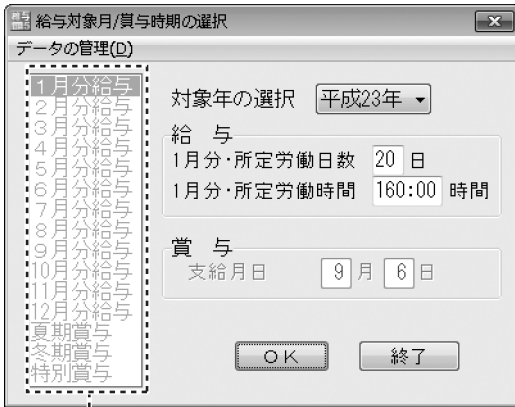 給与対象月/賞与時期の選択
データの管理(D)
1月分給与
2月分給与
3月分給与
4月分給与
5月分給与
6月分給与
7月分給与
8月分給与
9月分給与
10月分給与
11月分給与
12月分給与
夏期賞与
冬期賞与
特別賞与
対象年の選択 平成23年
給 与
1月分・所定労働日数 20 日
1月分・所定労働時間 160:00 時間
賞 与
支給月日 9 月 6 日
OK 終了